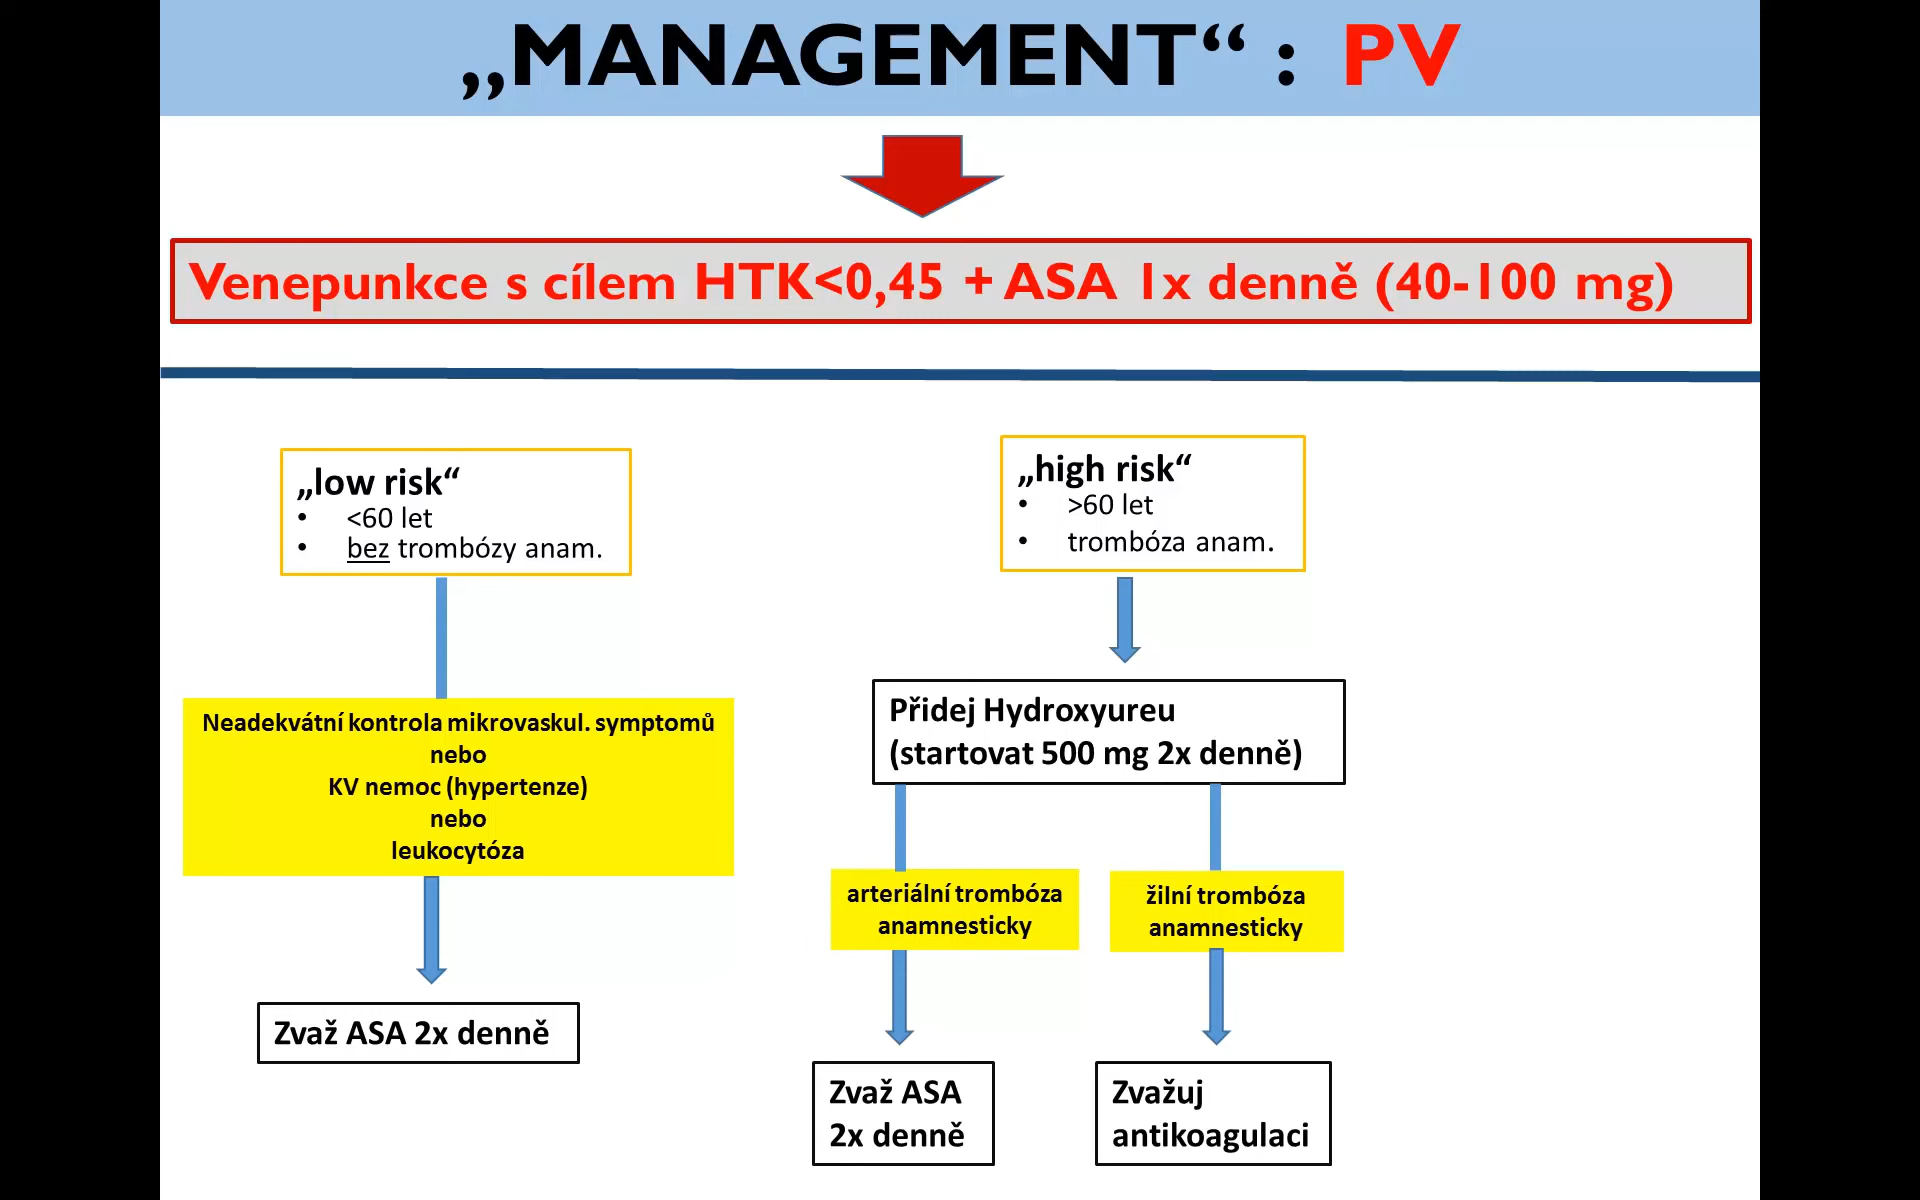 „MANAGEMENT“ : PV
Venepunkce s cílem HTK<0,45 + ASA 1x denně (40-100 mg)
„low risk“
• <60 let
• bez trombózy anam.
„high risk“
• >60 let
• trombóza anam.
Neadekvátní kontrola mikrovaskul. symptomů
nebo
KV nemoc (hypertenze)
nebo
leukocytóza
Zvaž ASA 2x denně
Přidej Hydroxyureu
(startovat 500 mg 2x denně)
arteriální trombóza
anamnesticky
Zvaž ASA
2x denně
žilní trombóza
anamnesticky
Zvažuj
antikoagulaci